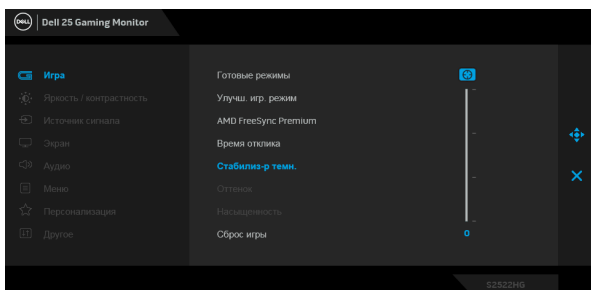 DELL Dell 25 Gaming Monitor
Игра
Яркость / контрастность
Источник сигнала
Экран
Аудио
Меню
Персонализация
Другое
Готовые режимы
Улучш. игр. режим
AMD FreeSync Premium
Время отклика
Стабилиз-р темн.
Оттенок
Насыщенность
Сброс игры
0
S2522HG